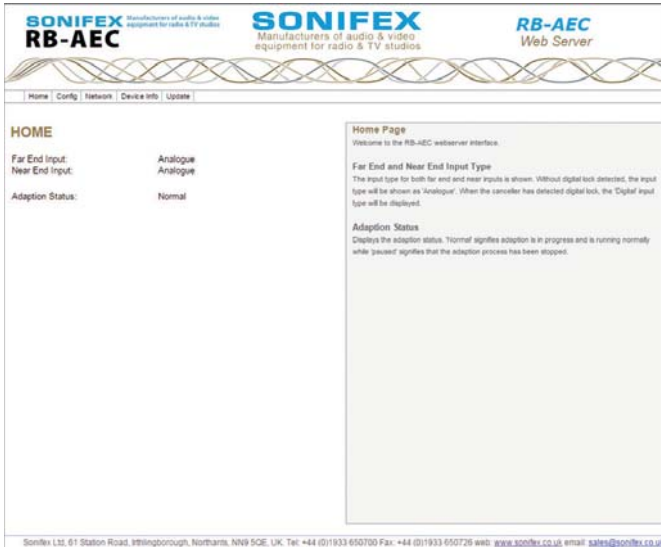 SONIFEX Manufacturers of audio & video
equipment for radio & TV studios
RB-AEC
SONIFEX
Manufacturers of audio & video
equipment for radio & TV studios
RB-AEC
Web Server
Home Config Network Device Info Update
HOME
Far End Input: Analogue
Near End Input: Analogue
Adaption Status: Normal
Home Page
Welcome to the RB-AEC webserver interface.
Far End and Near End Input Type
The input type for both far end and near inputs is shown. Without digital lock detected, the input
type will be shown as 'Analogue'. When the canceller has detected digital lock, the 'Digital' input
type will be displayed.
Adaption Status
Displays the adaption status. 'Normal' signifies adaption is in progress and is running normally
while 'paused' signifies that the adaption process has been stopped.
Sonifex Ltd, 61 Station Road, Irthlingborough, Northants, NN9 5QE, UK. Tel: +44 (0)1933 650700 Fax: +44 (0)1933 650726 web: www.sonifex.co.uk email: sales@sonifex.co.u